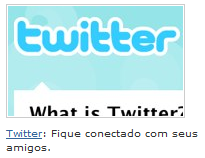 twitter
What is Twitter?
Twitter: Fique conectado com seus
amigos.